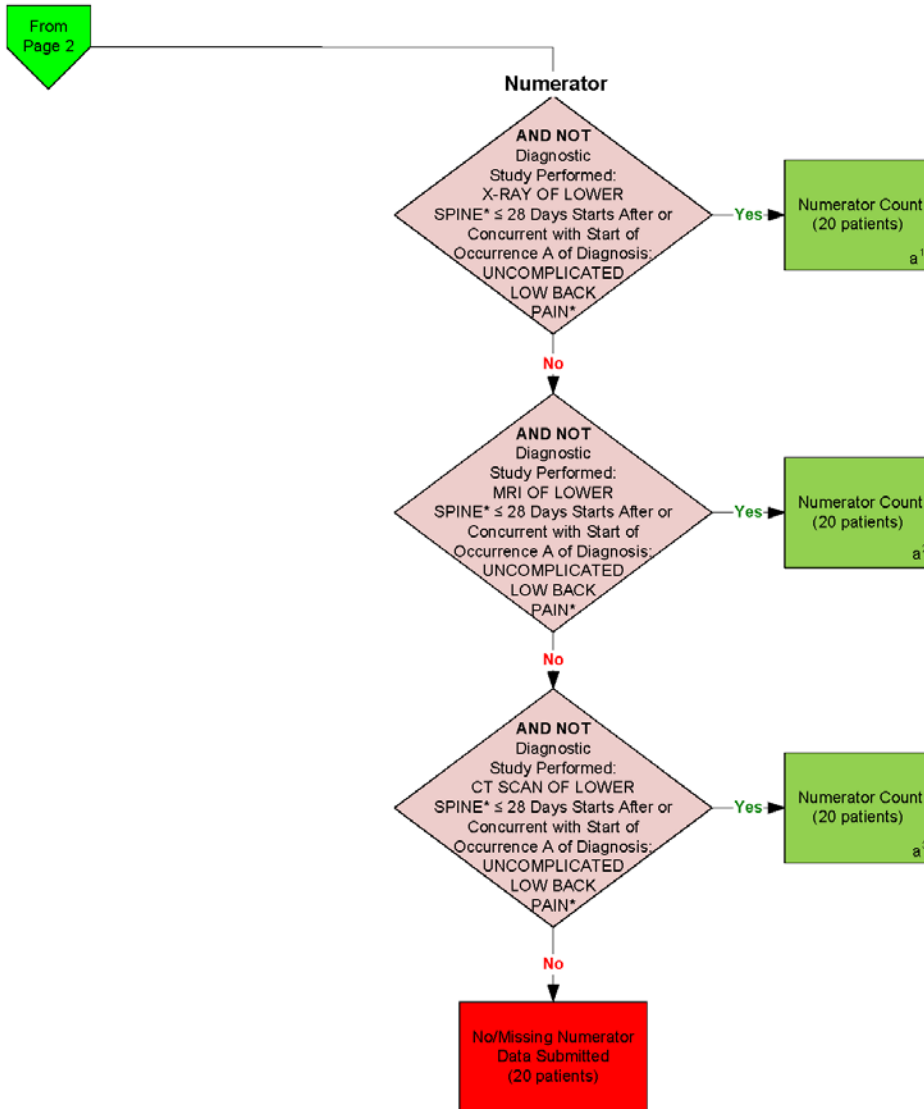 From
Page 2
Numerator
AND NOT
Diagnostic
Study Performed:
X-RAY OF LOWER
SPINE* ≤ 28 Days Starts After or
Concurrent with Start of
Occurrence A of Diagnosis:
UNCOMPLICATED
LOW BACK
PAIN*
Yes
Numerator Count
(20 patients)
a¹
No
AND NOT
Diagnostic
Study Performed:
MRI OF LOWER
SPINE* ≤ 28 Days Starts After or
Concurrent with Start of
Occurrence A of Diagnosis:
UNCOMPLICATED
LOW BACK
PAIN*
Yes
Numerator Count
(20 patients)
a
No
AND NOT
Diagnostic
Study Performed:
CT SCAN OF LOWER
SPINE* ≤ 28 Days Starts After or
Concurrent with Start of
Occurrence A of Diagnosis:
UNCOMPLICATED
LOW BACK
PAIN*
Yes
Numerator Count
(20 patients)
a
No
No/Missing Numerator
Data Submitted
(20 patients)